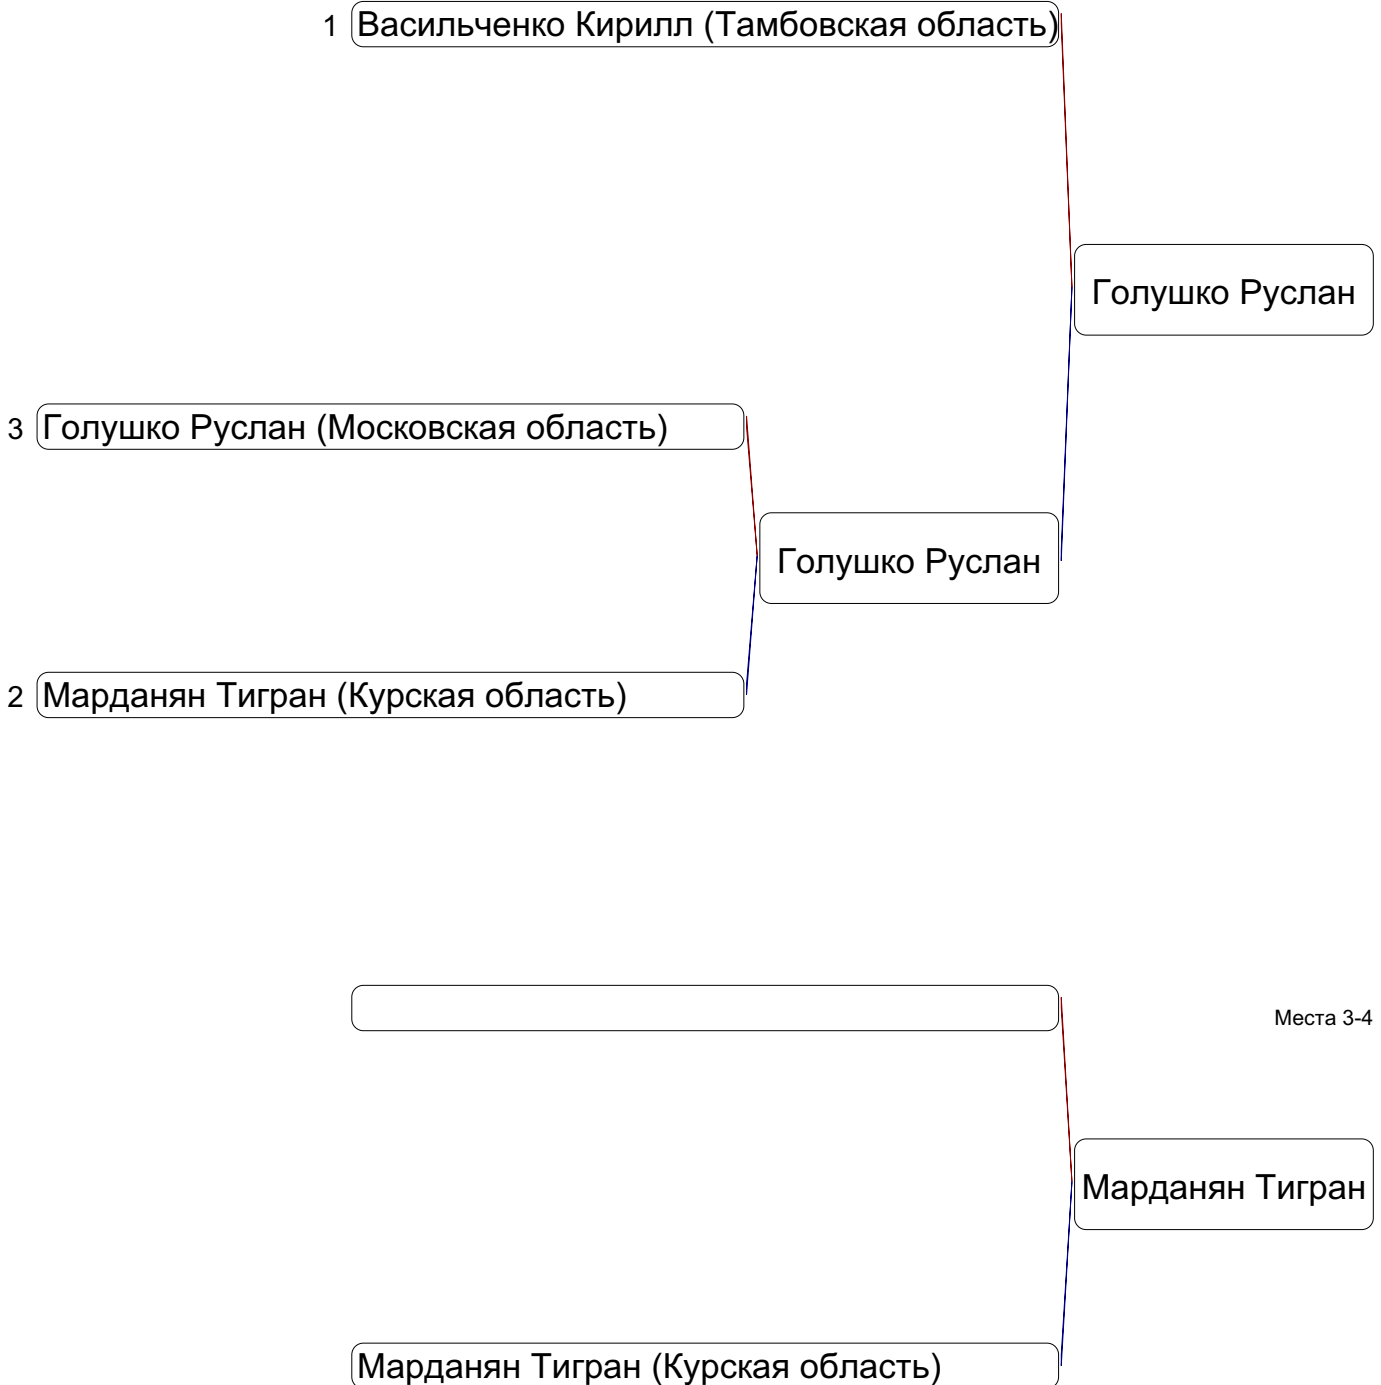 1 Васильченко Кирилл (Тамбовская область)
Голушко Руслан
3 Голушко Руслан (Московская область)
Голушко Руслан
2 Марданян Тигран (Курская область)
Места 3-4
Марданян Тигран
Марданян Тигран (Курская область)